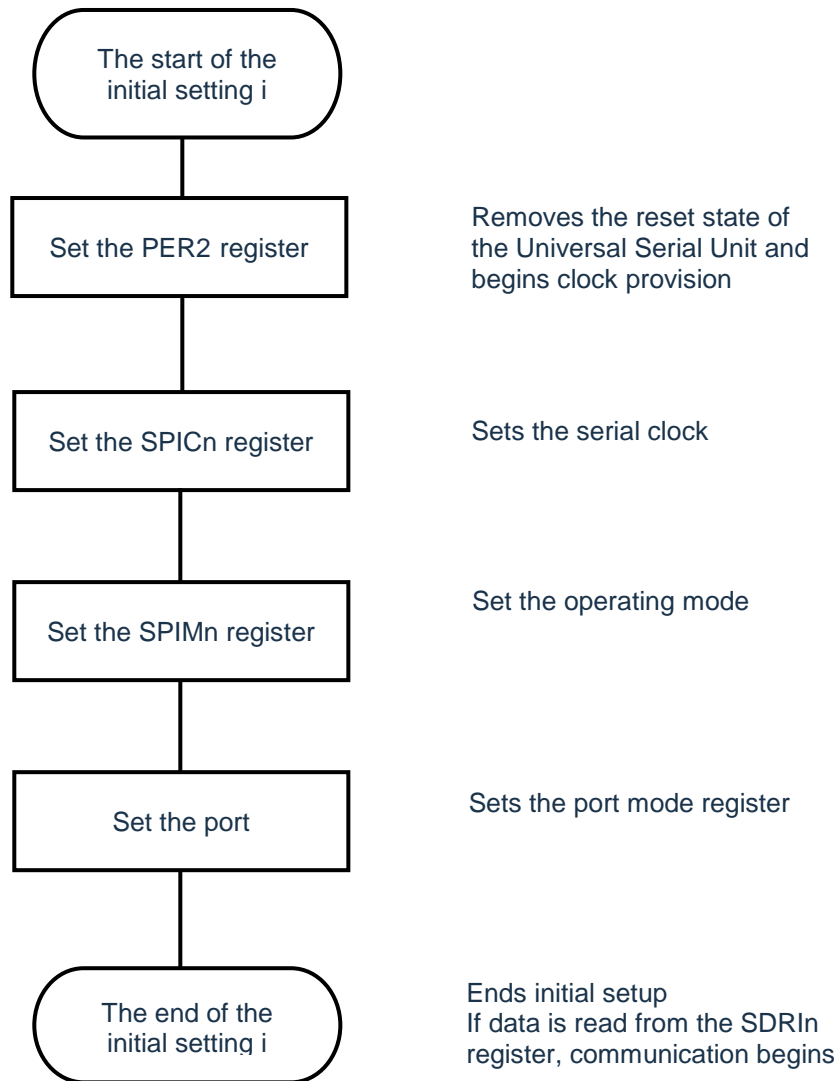 The start of the
initial setting i
Set the PER2 register
Removes the reset state of
the Universal Serial Unit and
begins clock provision
Set the SPICn register
Sets the serial clock
Set the SPIMn register
Set the operating mode
Set the port
Sets the port mode register
The end of the
initial setting i
Ends initial setup
If data is read from the SDRIn
register, communication begins